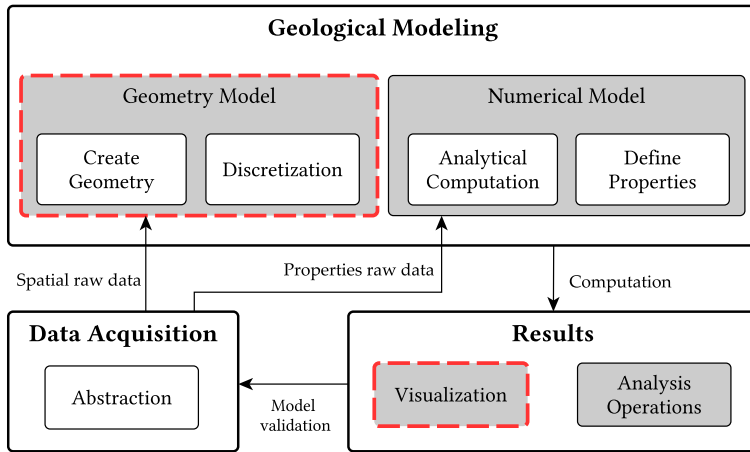 Geological Modeling
Geometry Model
Create
Geometry
Discretization
Numerical Model
Analytical
Computation
Define
Properties
Spatial raw data
Properties raw data
Computation
Data Acquisition
Abstraction
Model
validation
Results
Visualization
Analysis
Operations